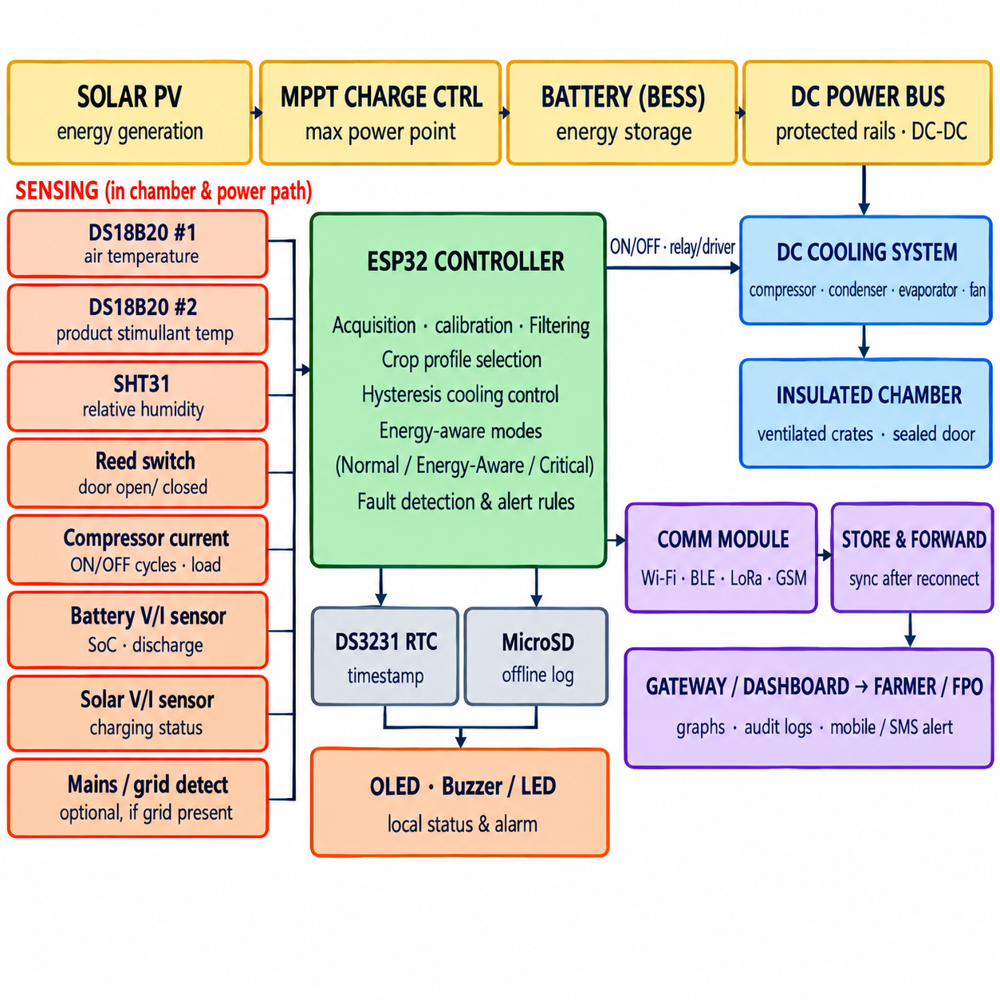 SOLAR PV
energy generation
MPPT CHARGE CTRL
max power point
BATTERY (BESS)
energy storage
DC POWER BUS
protected rails · DC-DC
SENSING (in chamber & power path)
DS18B20 #1
air temperature
DS18B20 #2
product stimullant temp
SHT31
relative humidity
Reed switch
door open/ closed
Compressor current
ON/OFF cycles · load
Battery V/I sensor
SoC · discharge
Solar V/I sensor
charging status
Mains / grid detect
optional, if grid present
ESP32 CONTROLLER
Acquisition · calibration · Filtering
Crop profile selection
Hysteresis cooling control
Energy-aware modes
(Normal / Energy-Aware / Critical)
Fault detection & alert rules
ON/OFF · relay/driver
DC COOLING SYSTEM
compressor · condenser · evaporator · fan
INSULATED CHAMBER
ventilated crates · sealed door
COMM MODULE
Wi-Fi · BLE · LoRa · GSM
STORE & FORWARD
sync after reconnect
DS3231 RTC
timestamp
MicroSD
offline log
GATEWAY / DASHBOARD → FARMER / FPO
graphs · audit logs · mobile / SMS alert
OLED · Buzzer / LED
local status & alarm